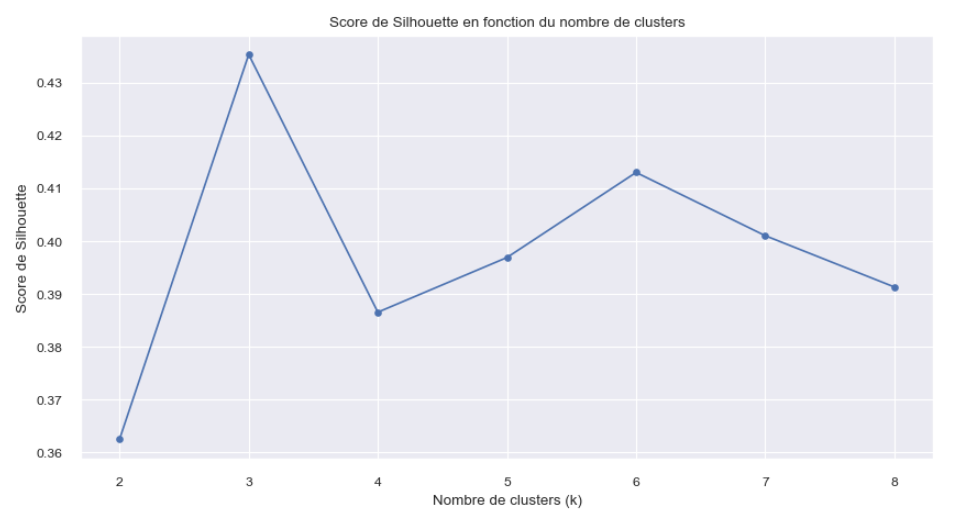 Score de Silhouette en fonction du nombre de clusters
Score de Silhouette
0.43
0.42
0.41
0.40
0.39
0.38
0.37
0.36
2 3 4 5 6 7 8
Nombre de clusters (k)